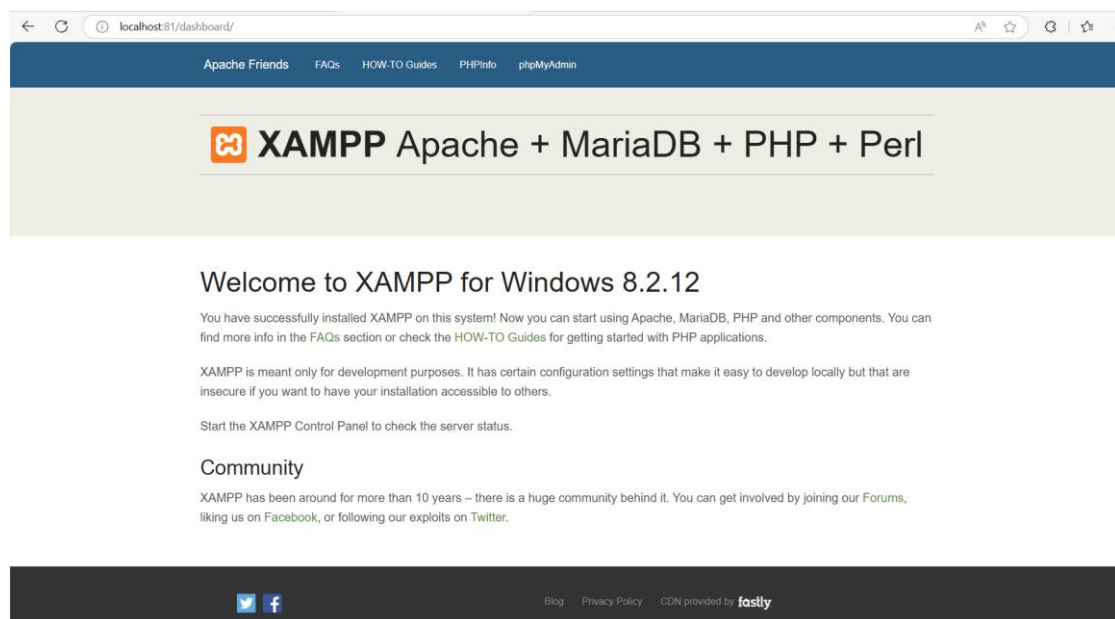 localhost:81/dashboard/
Apache Friends FAQs HOW-TO Guides PHPInfo phpMyAdmin
XAMPP Apache + MariaDB + PHP + Perl
Welcome to XAMPP for Windows 8.2.12
You have successfully installed XAMPP on this system! Now you can start using Apache, MariaDB, PHP and other components. You can
find more info in the FAQs section or check the HOW-TO Guides for getting started with PHP applications.
XAMPP is meant only for development purposes. It has certain configuration settings that make it easy to develop locally but that are
insecure if you want to have your installation accessible to others.
Start the XAMPP Control Panel to check the server status.
Community
XAMPP has been around for more than 10 years – there is a huge community behind it. You can get involved by joining our Forums,
liking us on Facebook, or following our exploits on Twitter.
Blog Privacy Policy CDN provided by fastly